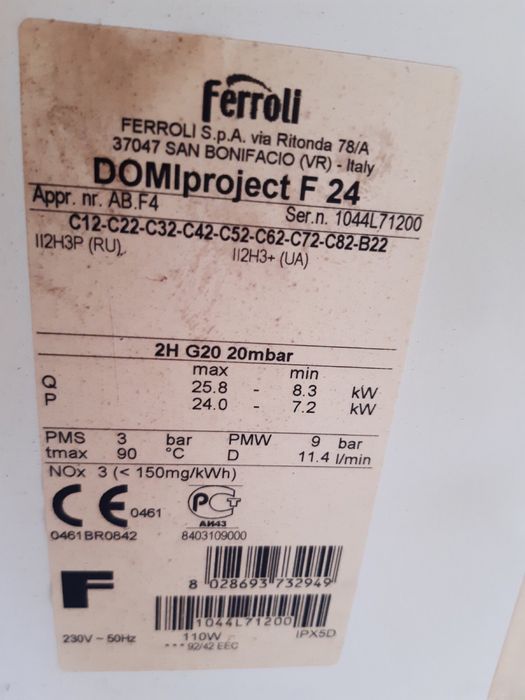 Ferroli
FERROLI S.p.A. via Ritonda 78/A
37047 SAN BONIFACIO (VR) - Italy
DOMIproject F 24
Appr. nr. AB.F4 Ser.n. 1044L71200
C12-C22-C32-C42-C52-C62-C72-C82-B22
II2H3P (RU), II2H3+ (UA)
2H G20 20mbar
max min
Q 25.8 - 8.3 kW
P 24.0 - 7.2 kW
PMS 3 bar PMW 9 bar
tmax 90 °C D 11.4 l/min
NOx 3 (< 150mg/kWh)
CE 0461 РСТ
АИ43
0461BR0842 8403109000
8 028693 732949
F
1044L71200
230V ~ 50Hz 110W IPX5D
*** 92/42 EEC